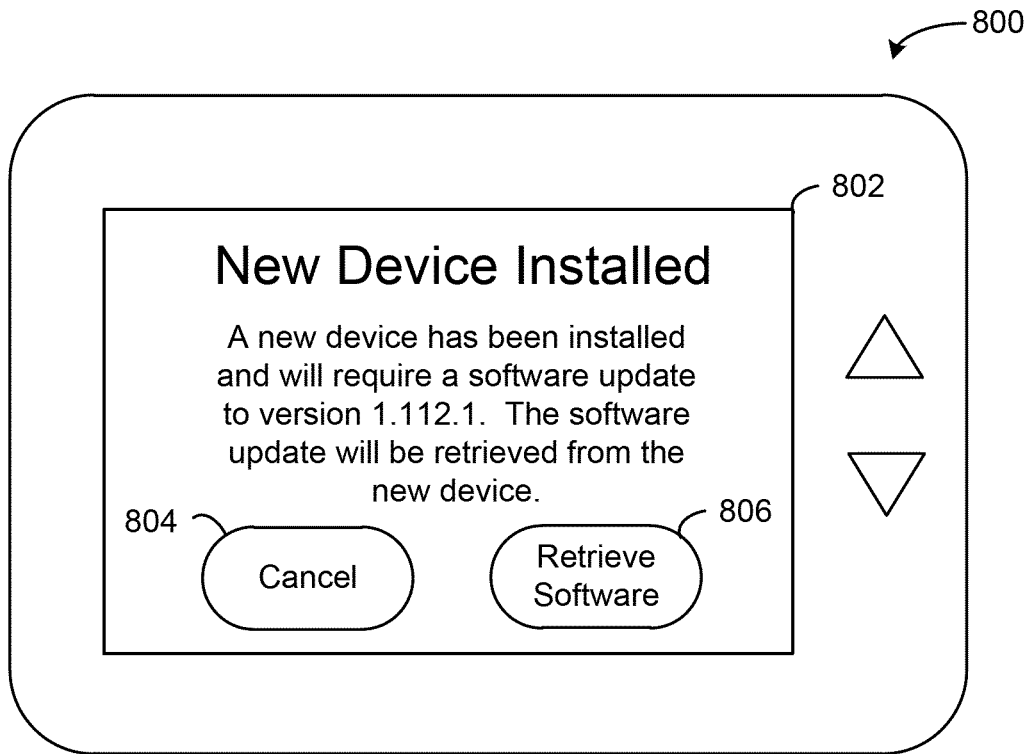 800
802
New Device Installed
A new device has been installed
and will require a software update
to version 1.112.1.  The software
update will be retrieved from the
new device.
804
806
Cancel
Retrieve
Software